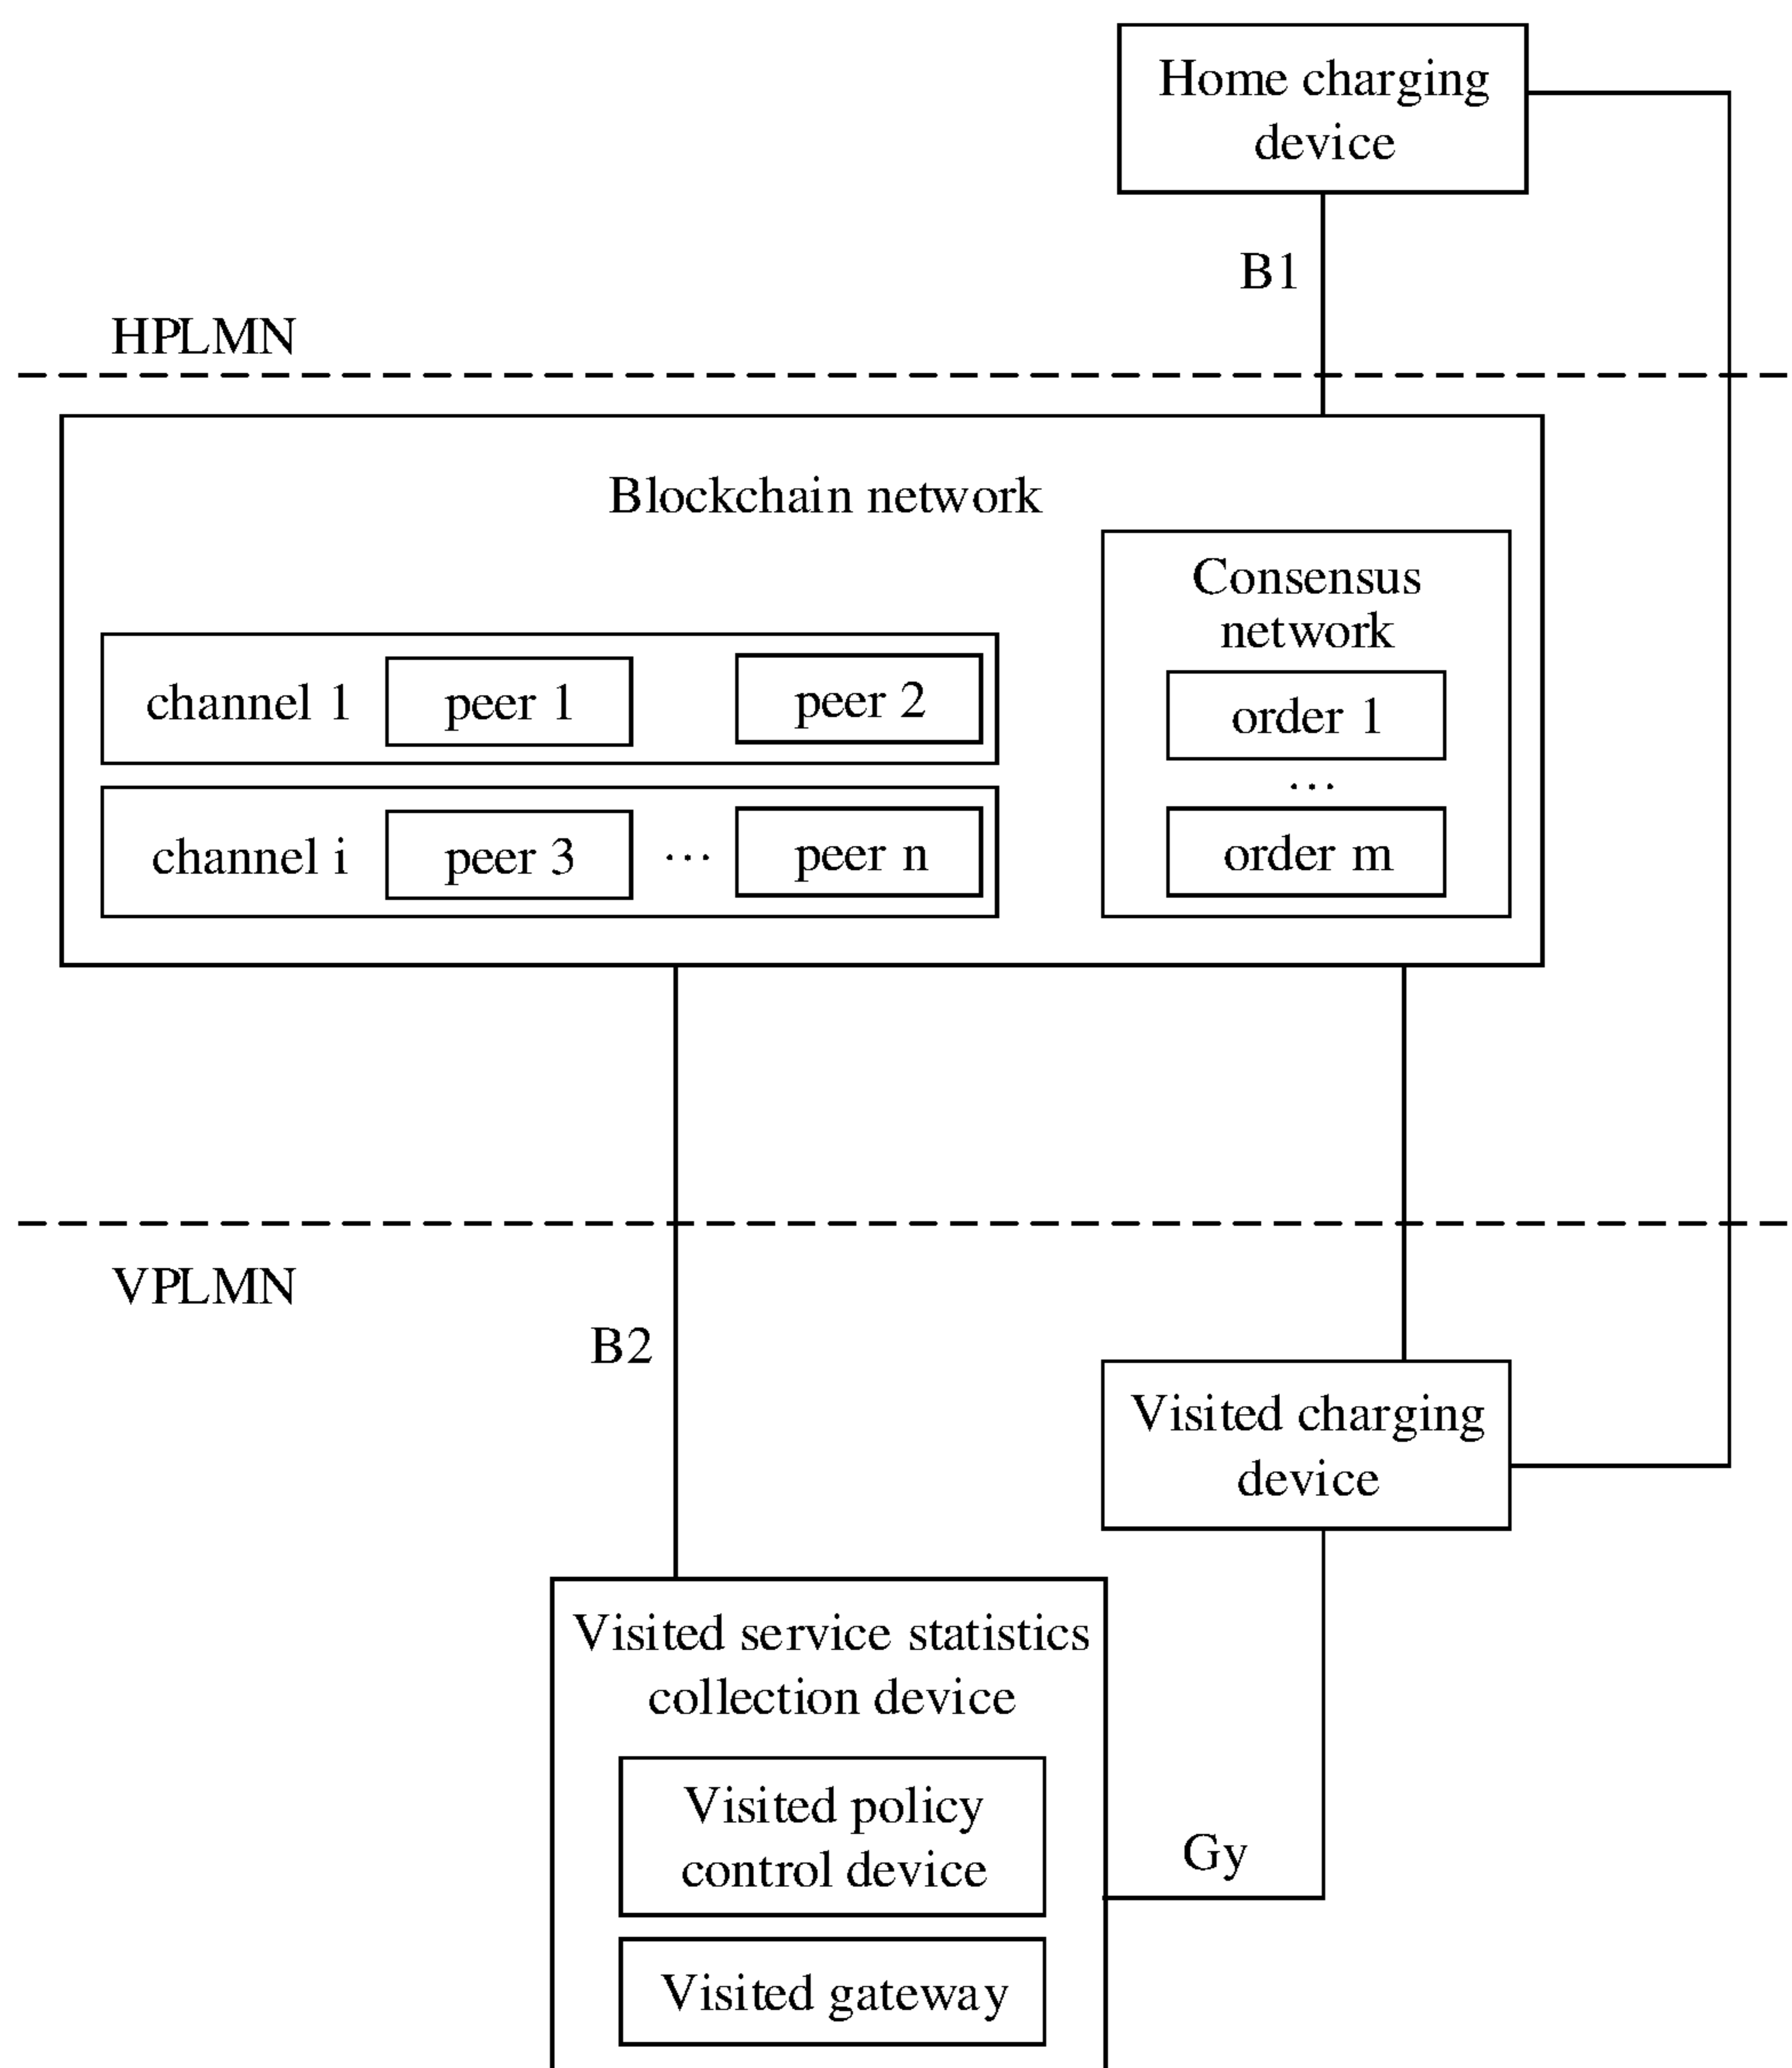 Home charging
device
B1
HPLMN
Blockchain network
Consensus
network
channel 1 peer 1 peer 2
order 1
...
channel i peer 3 ... peer n
order m
VPLMN
B2
Visited charging
device
Visited service statistics
collection device
Visited policy
control device
Gy
Visited gateway